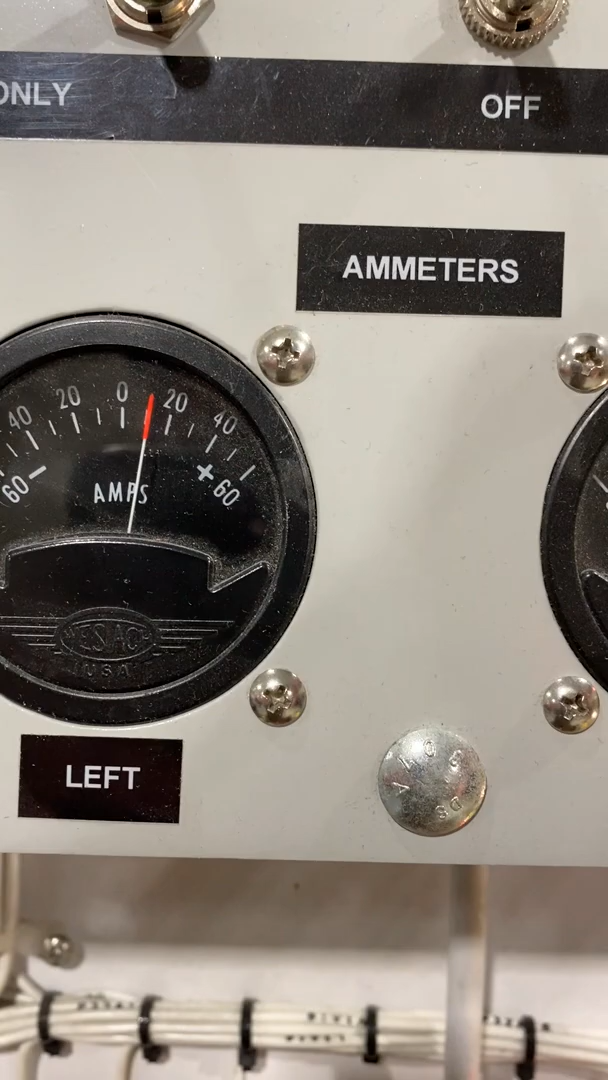 ONLY
OFF
AMMETERS
40 20 0 20 40
60 - + 60
AMPS
WESTACH
USA
LEFT